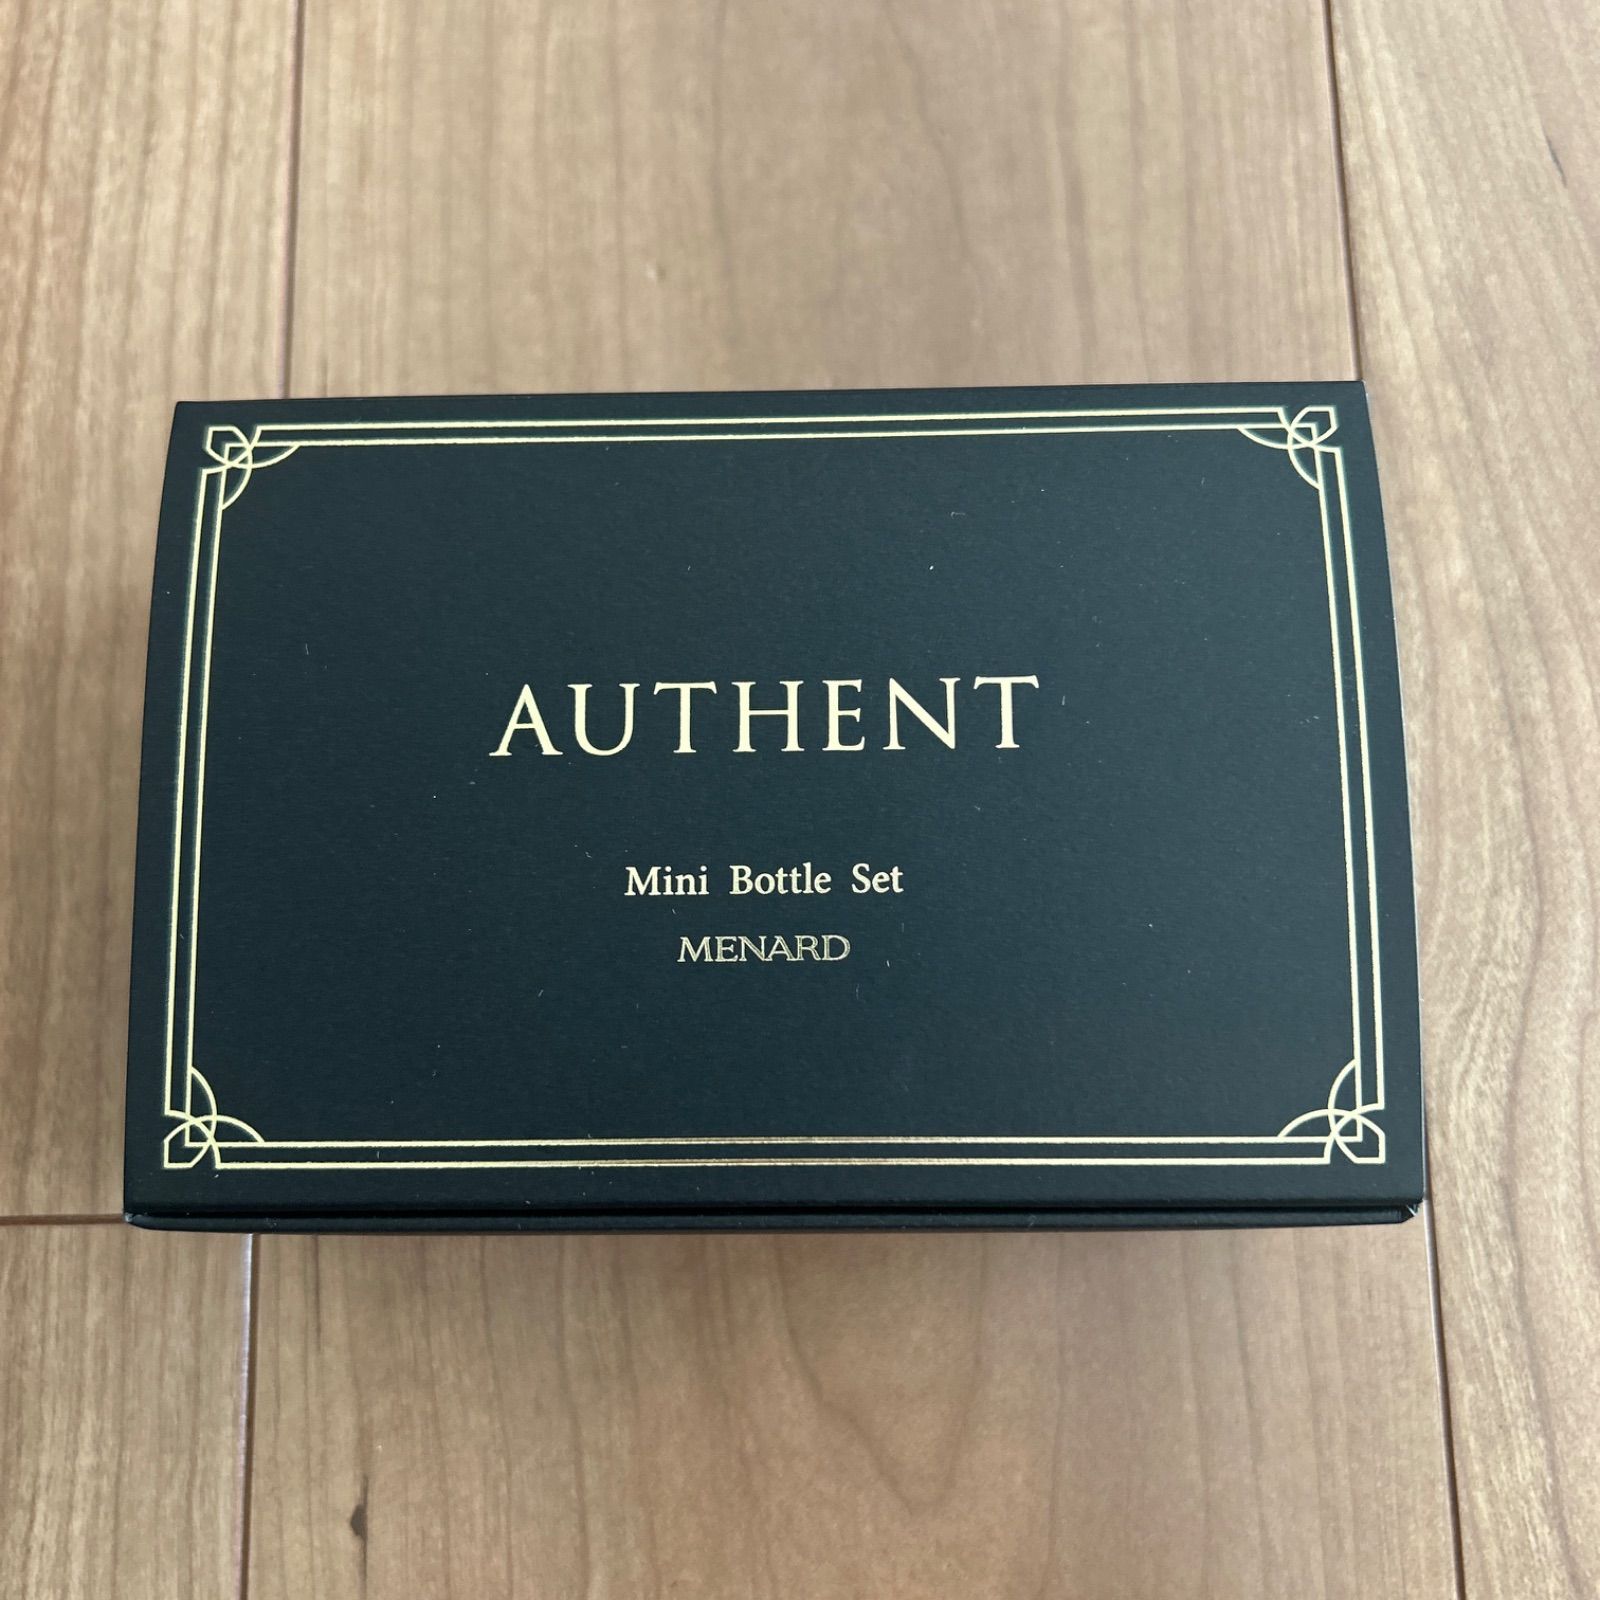 AUTHENT
Mini Bottle Set
MENARD